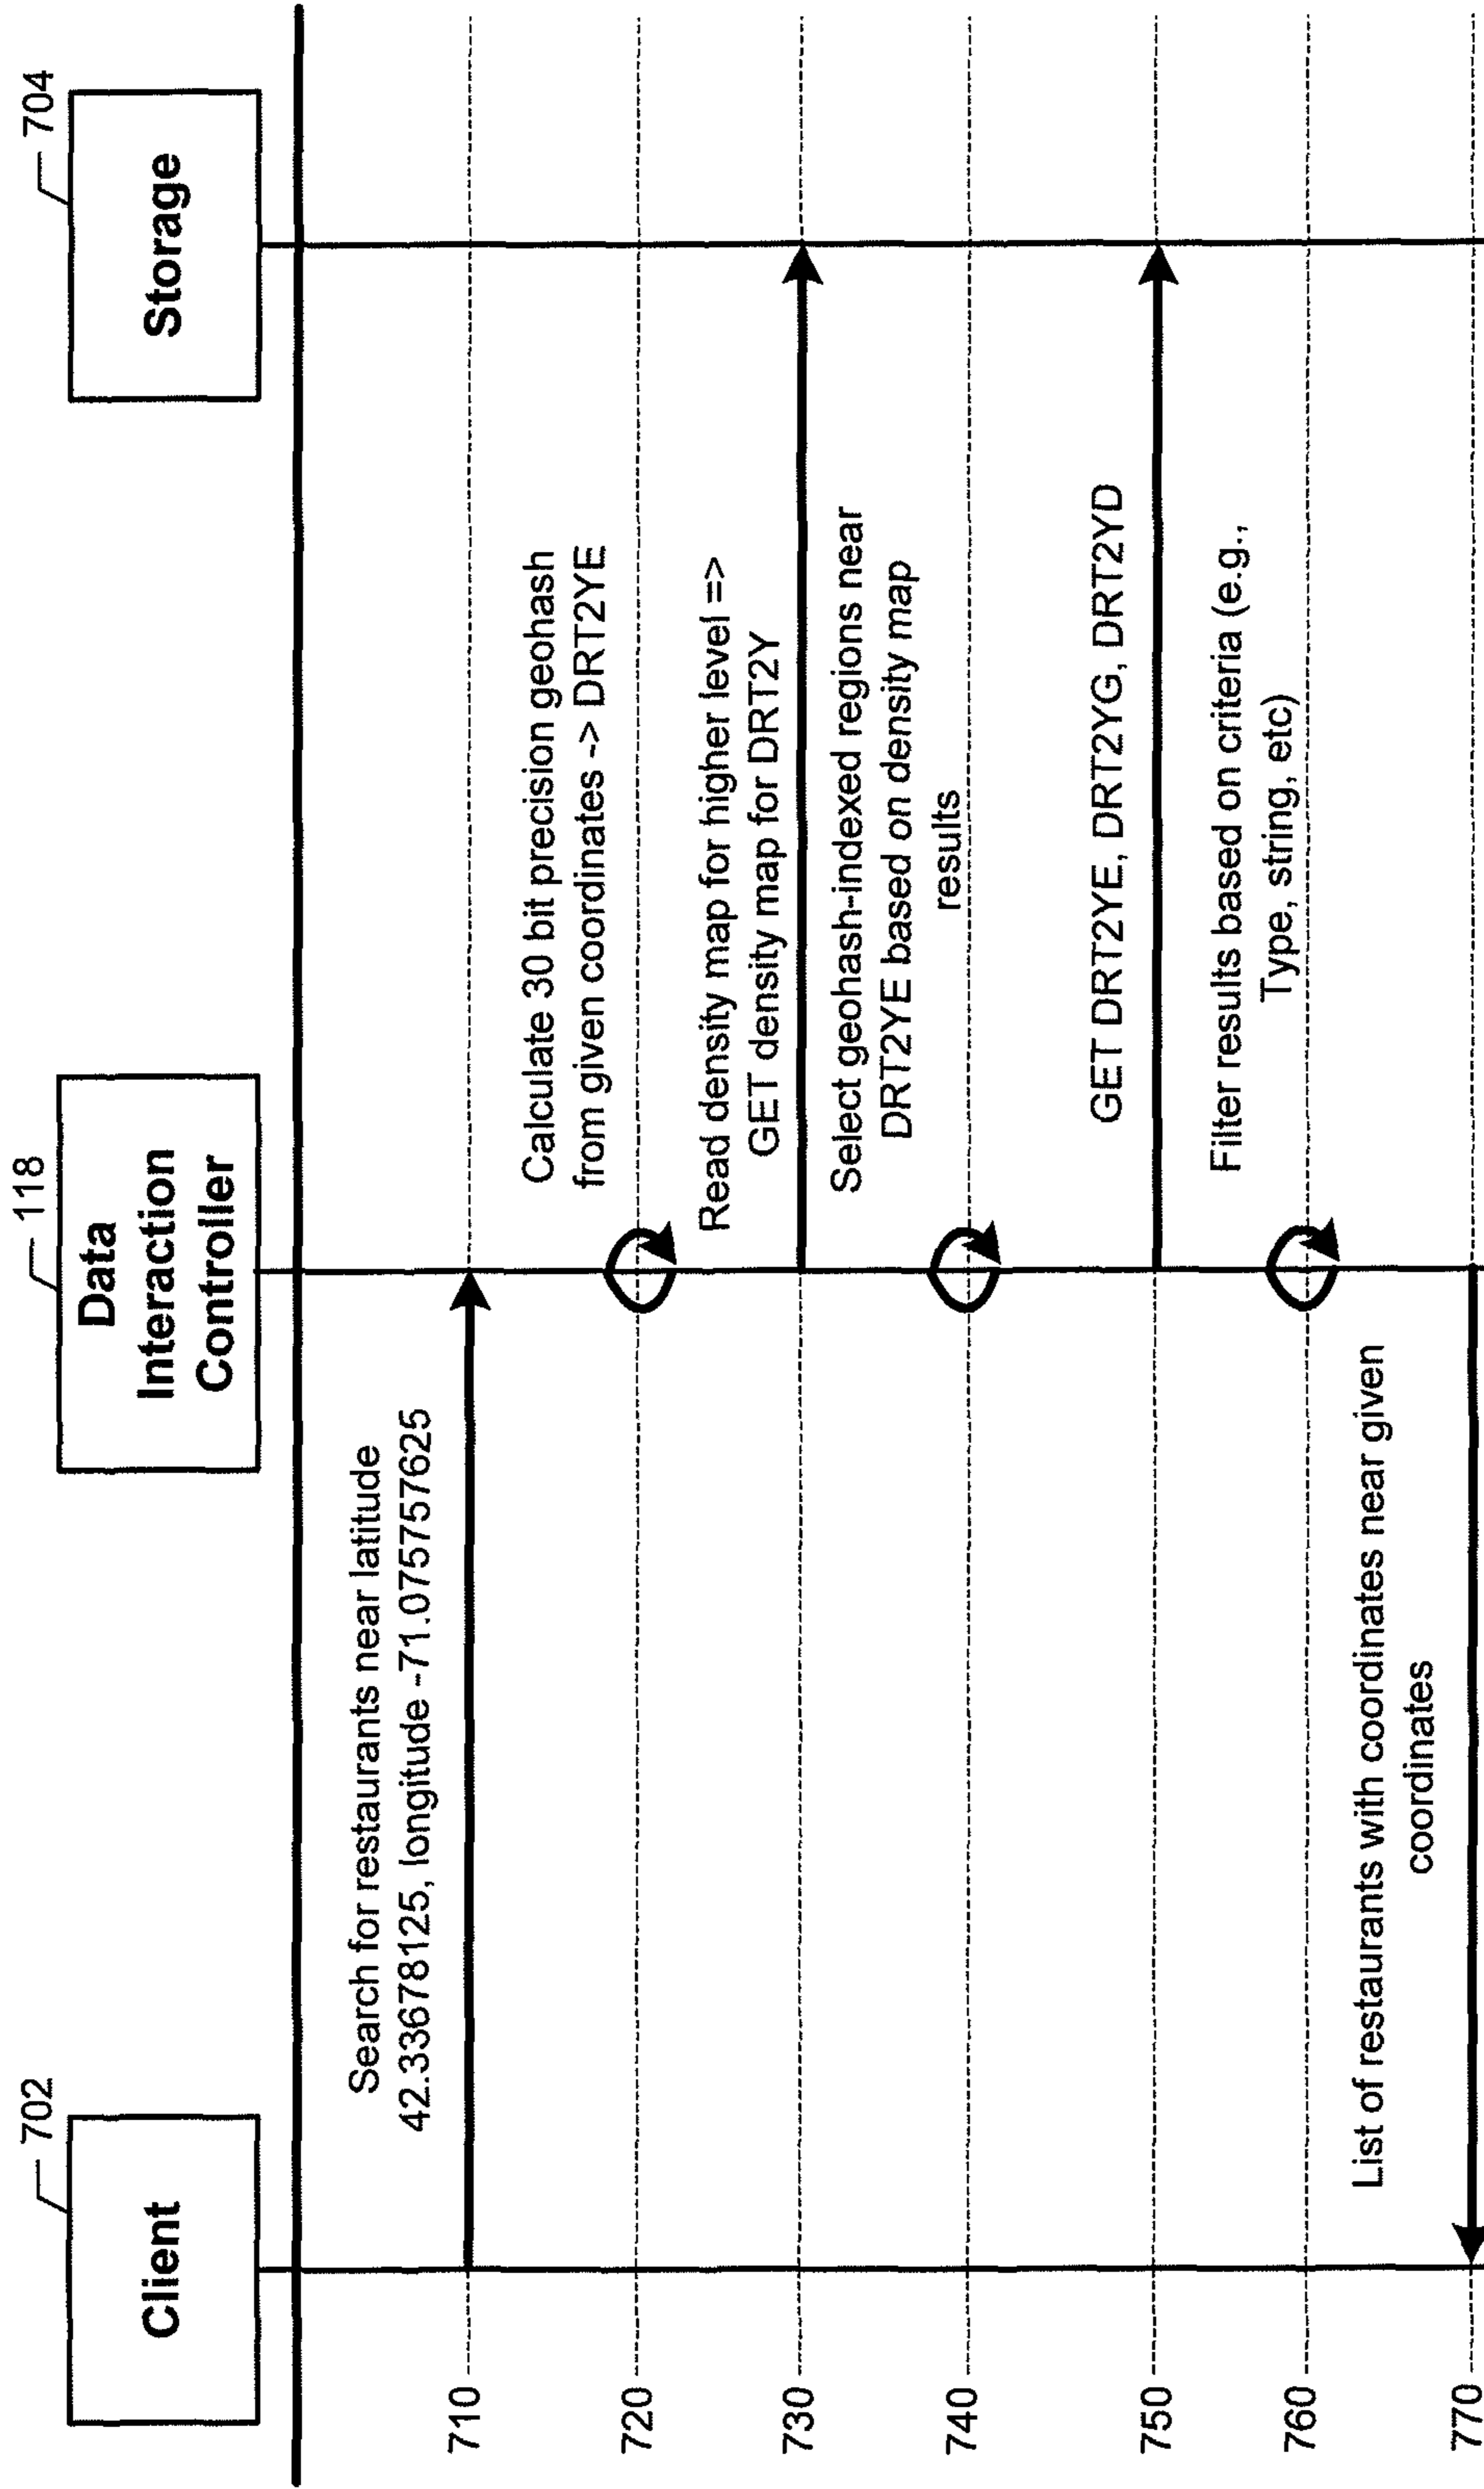 702
Client
118
Data
Interaction
Controller
704
Storage
710
Search for restaurants near latitude
42.33678125, longitude -71.075757625
720
Calculate 30 bit precision geohash
from given coordinates -> DRT2YE
730
Read density map for higher level =>
GET density map for DRT2Y
740
Select geohash-indexed regions near
DRT2YE based on density map
results
750
GET DRT2YE, DRT2YG, DRT2YD
760
Filter results based on criteria (e.g.,
Type, string, etc)
770
List of restaurants with coordinates near given
coordinates